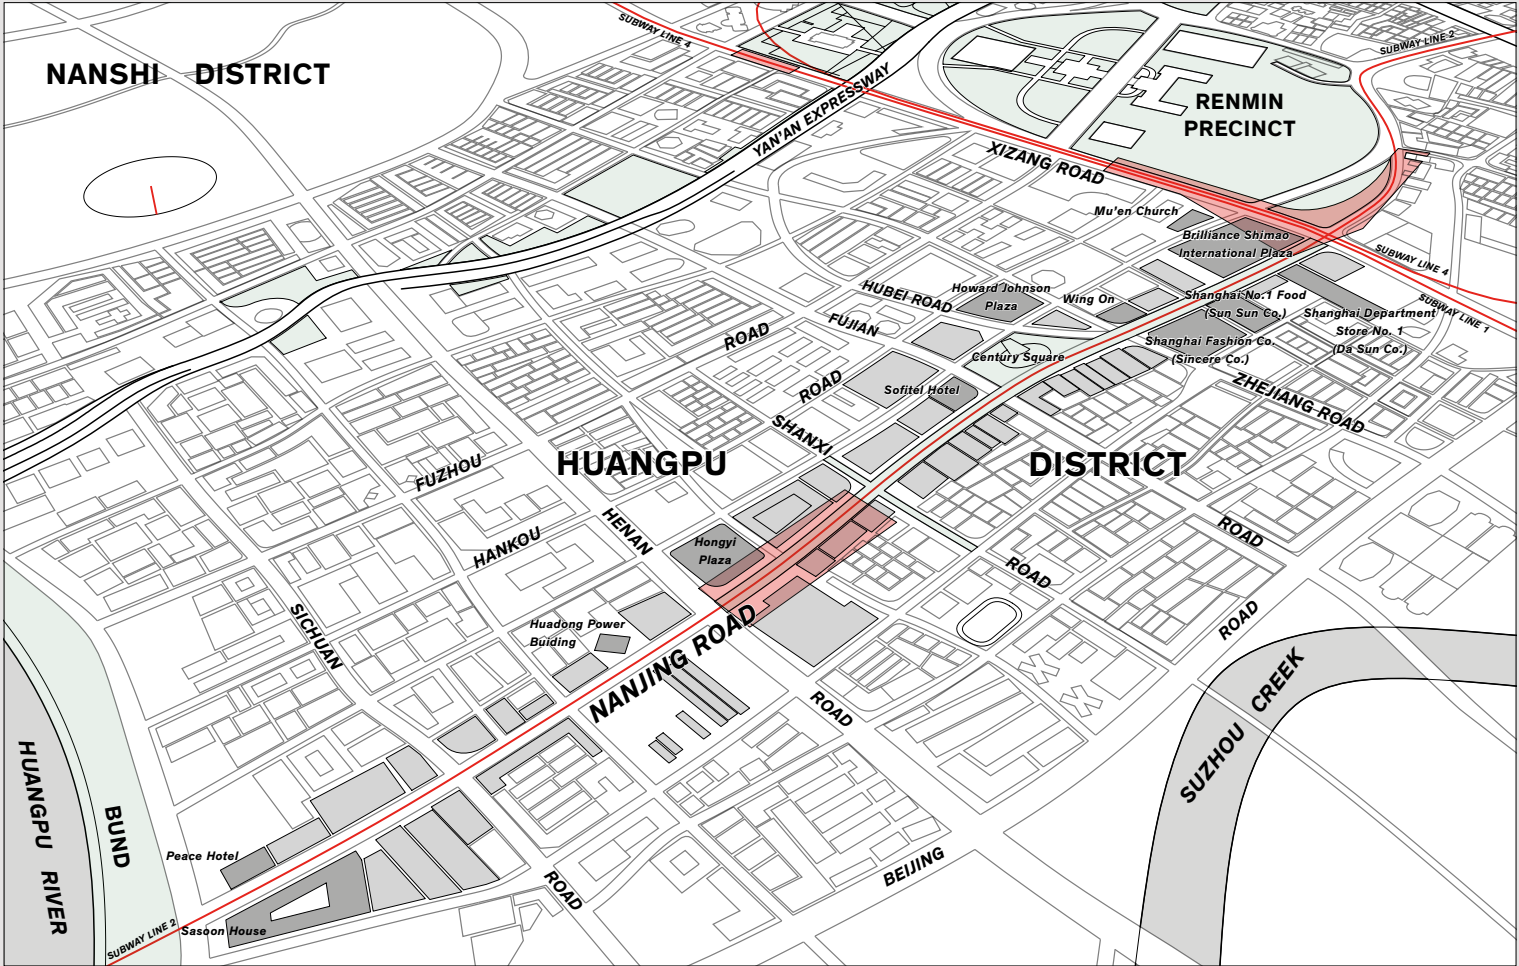 SUBWAY LINE 4
SUBWAY LINE 2
NANSHI DISTRICT
YAN'AN EXPRESSWAY
RENMIN
PRECINCT
XIZANG ROAD
Mu'en Church
Brilliance Shimao
International Plaza
SUBWAY LINE 4
SUBWAY LINE 1
HUBEI ROAD
Howard Johnson
Plaza
Wing On
Shanghai No.1 Food
(Sun Sun Co.)
Shanghai Department
Store No. 1
(Da Sun Co.)
FUJIAN
ROAD
Shanghai Fashion Co.
(Sincere Co.)
Century Square
ROAD
Sofitel Hotel
ZHEJIANG ROAD
SHANXI
FUZHOU
HUANGPU
DISTRICT
HENAN
HANKOU
Hongyi
Plaza
ROAD
ROAD
SICHUAN
Huadong Power
Buiding
NANJING ROAD
ROAD
ROAD
SUZHOU CREEK
HUANGPU RIVER
BUND
Peace Hotel
Sasoon House
SUBWAY LINE 2
ROAD
BEIJING